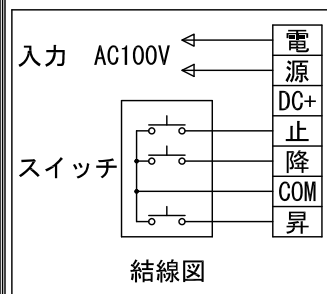 入力 AC100V
電
源
DC+
止
降
COM
昇
スイッチ
結線図